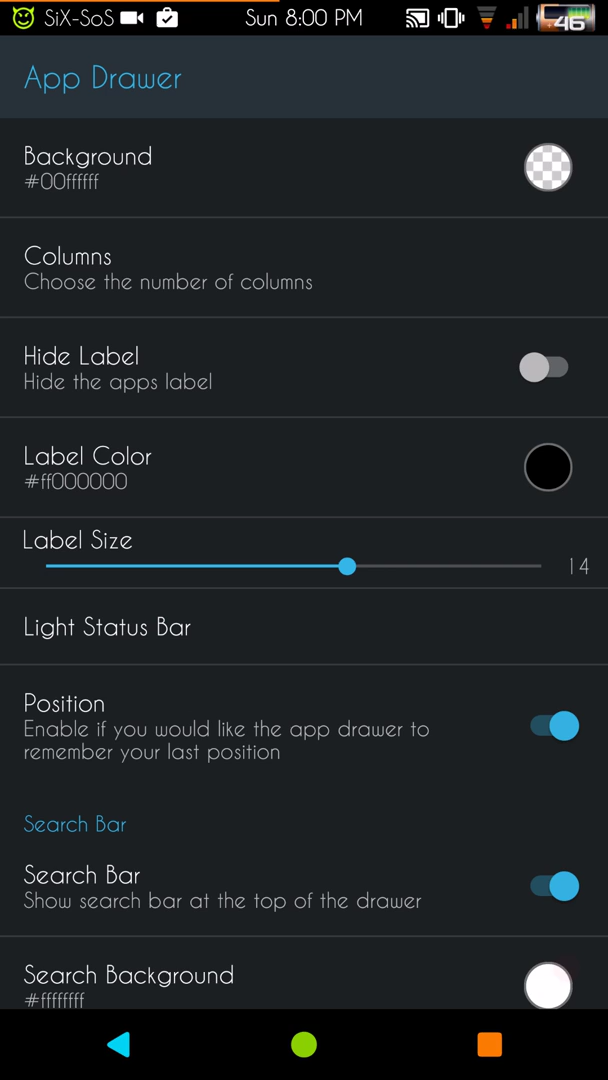 SiX-SoS Sun 8:00 PM 46
App Drawer
Background
#00ffffff
Columns
Choose the number of columns
Hide Label
Hide the apps label
Label Color
#ff000000
Label Size
14
Light Status Bar
Position
Enable if you would like the app drawer to
remember your last position
Search Bar
Search Bar
Show search bar at the top of the drawer
Search Background
#ffffffff